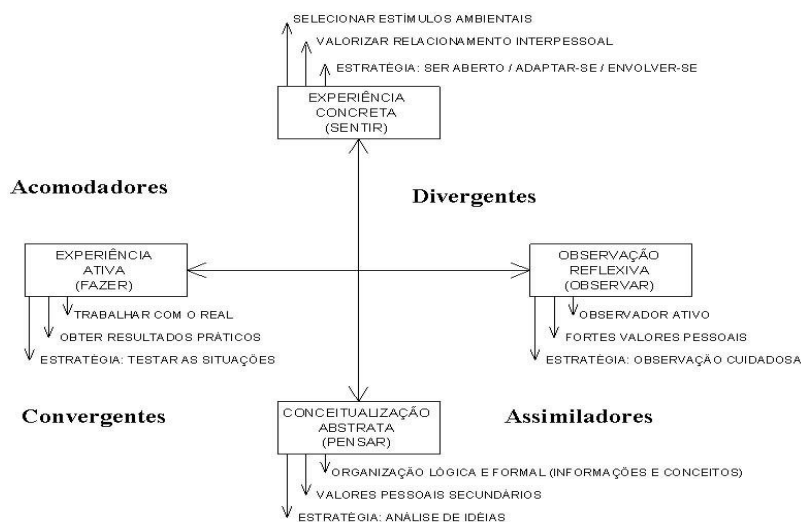 SELECIONAR ESTÍMULOS AMBIENTAIS
VALORIZAR RELACIONAMENTO INTERPESSOAL
ESTRATÉGIA: SER ABERTO / ADAPTAR-SE / ENVOLVER-SE
EXPERIÊNCIA
CONCRETA
(SENTIR)
Acomodadores
Divergentes
EXPERIÊNCIA
ATIVA
(FAZER)
TRABALHAR COM O REAL
OBTER RESULTADOS PRÁTICOS
ESTRATÉGIA: TESTAR AS SITUAÇÕES
OBSERVAÇÃO
REFLEXIVA
(OBSERVAR)
OBSERVADOR ATIVO
FORTES VALORES PESSOAIS
ESTRATÉGIA: OBSERVAÇÃO CUIDADOSA
Convergentes
Assimiladores
CONCEITUALIZAÇÃO
ABSTRATA
(PENSAR)
ORGANIZAÇÃO LÓGICA E FORMAL (INFORMAÇÕES E CONCEITOS)
VALORES PESSOAIS SECUNDÁRIOS
ESTRATÉGIA: ANÁLISE DE IDÉIAS